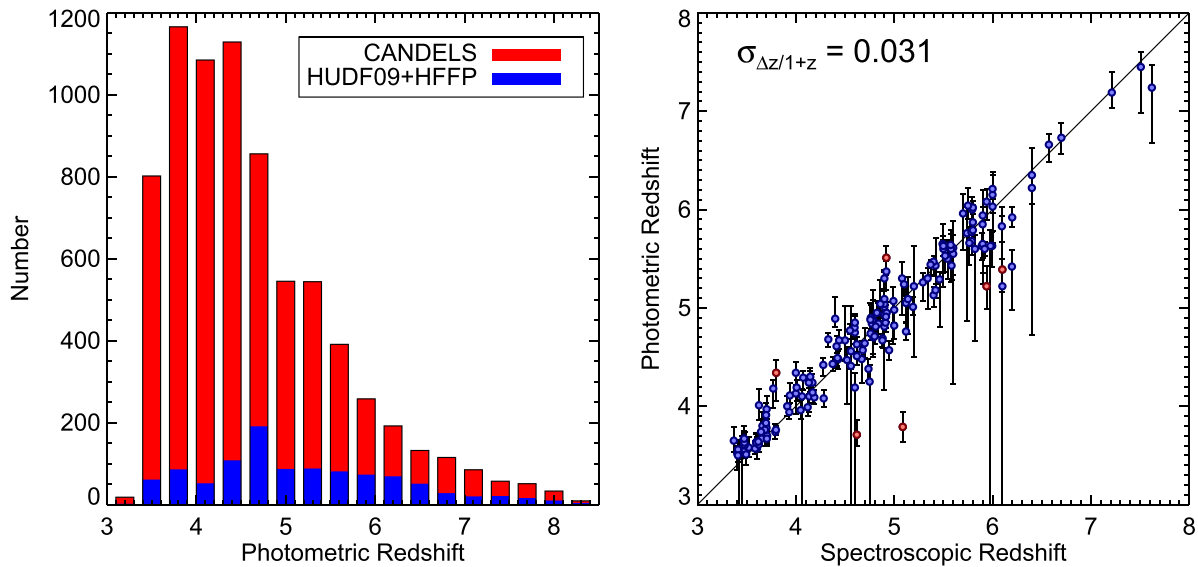 1200
1000
800
600
400
200
0
Number
CANDELS
HUDF09+HFFP
3 4 5 6 7 8
Photometric Redshift
8
7
6
5
4
3
Photometric Redshift
σΔz/1+z = 0.031
3 4 5 6 7 8
Spectroscopic Redshift